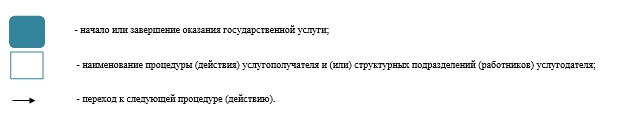 - начало или завершение оказания государственной услуги;
- наименование процедуры (действия) услугополучателя и (или) структурных подразделений (работников) услугодателя;
- переход к следующей процедуре (действию).